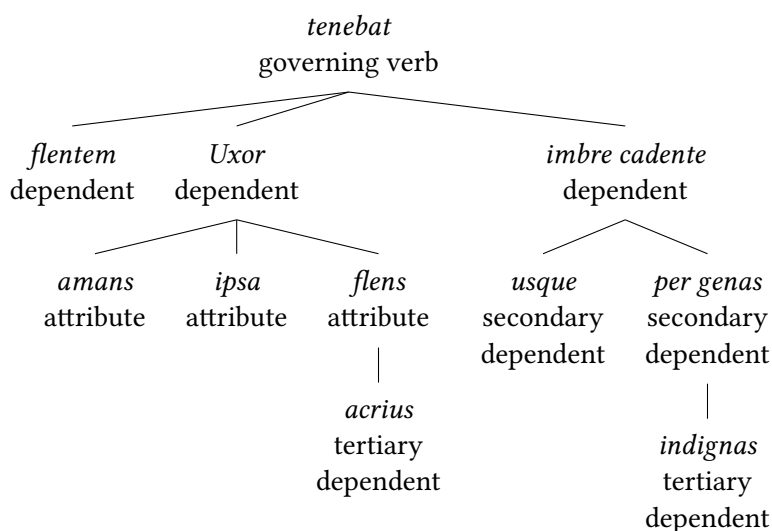 tenebat
governing verb
flentem
dependent
Uxor
dependent
imbre cadente
dependent
amans
attribute
ipsa
attribute
flens
attribute
usque
secondary
dependent
per genas
secondary
dependent
acrius
tertiary
dependent
indignas
tertiary
dependent